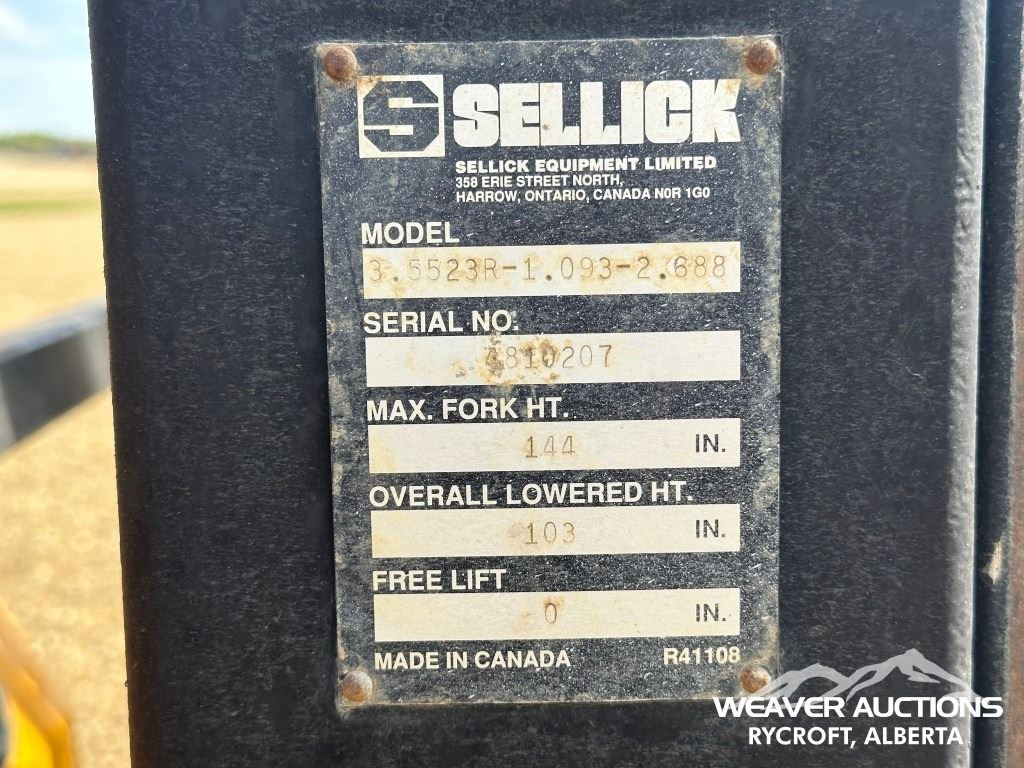 S SELLICK
SELLICK EQUIPMENT LIMITED
358 ERIE STREET NORTH,
HARROW, ONTARIO, CANADA N0R 1G0
MODEL
3.5523R-1.093-2.688
SERIAL NO.
4810207
MAX. FORK HT.
144 IN.
OVERALL LOWERED HT.
103 IN.
FREE LIFT
0 IN.
MADE IN CANADA R41108
WEAVER AUCTIONS
RYCROFT, ALBERTA